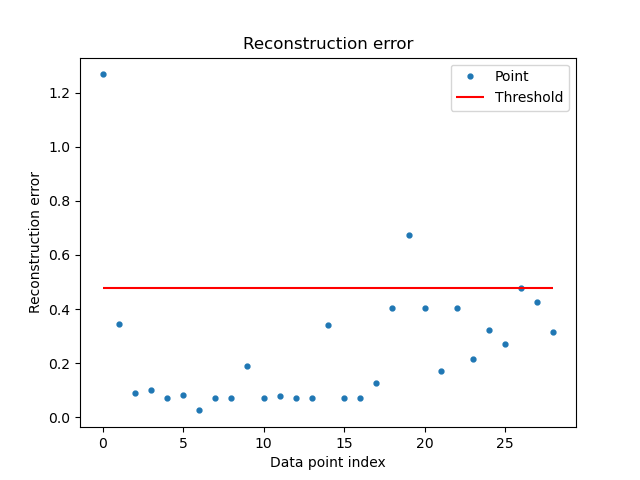 Reconstruction error
Point
Threshold
Reconstruction error
1.2
1.0
0.8
0.6
0.4
0.2
0.0
0 5 10 15 20 25
Data point index